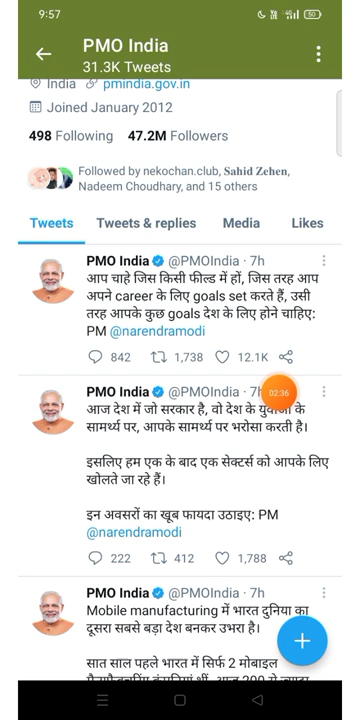 9:57
50
PMO India
31.3K Tweets
India pmindia.gov.in
Joined January 2012
498 Following 47.2M Followers
Followed by nekochan.club, Sahid Zehen,
Nadeem Choudhary, and 15 others
Tweets Tweets & replies Media Likes
PMO India @PMOIndia · 7h
आप चाहे जिस किसी फील्ड में हों, जिस तरह आप
अपने career के लिए goals set करते हैं, उसी
तरह आपके कुछ goals देश के लिए होने चाहिए:
PM @narendramodi
842 1,738 12.1K
PMO India @PMOIndia · 7h
02:36
आज देश में जो सरकार है, वो देश के युवाओं के
सामर्थ्य पर, आपके सामर्थ्य पर भरोसा करती है।
इसलिए हम एक के बाद एक सेक्टर्स को आपके लिए
खोलते जा रहे हैं।
इन अवसरों का खूब फायदा उठाइए: PM
@narendramodi
222 412 1,788
PMO India @PMOIndia · 7h
Mobile manufacturing में भारत दुनिया का
दूसरा सबसे बड़ा देश बनकर उभरा है।
सात साल पहले भारत में सिर्फ 2 मोबाइल